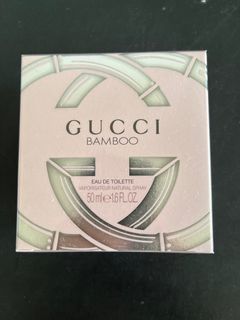 GUCCI
BAMBOO
EAU DE TOILETTE
VAPORISATEUR NATURAL SPRAY
50 ml e 1.6 FL.OZ.